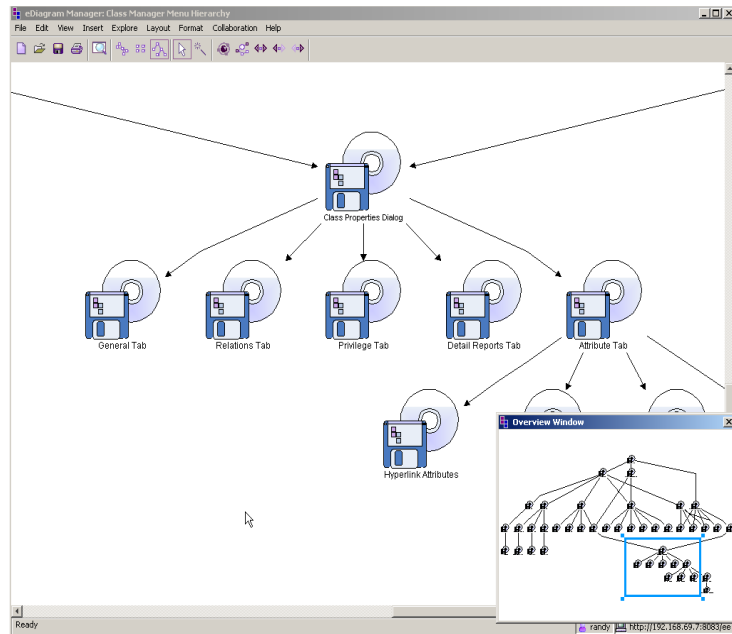 eDiagram Manager: Class Manager Menu Hierarchy
File Edit View Insert Explore Layout Format Collaboration Help
Class Properties Dialog
General Tab
Relations Tab
Privilege Tab
Detail Reports Tab
Attribute Tab
Hyperlink Attributes
Overview Window
Ready
randy
http://192.168.69.7:8083/ee